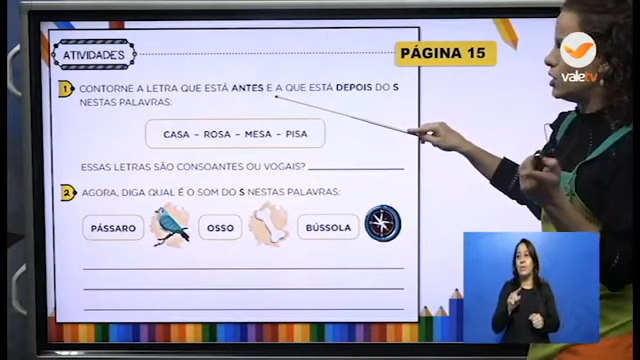 ATIVIDADES
PÁGINA 15
vale tv
1 CONTORNE A LETRA QUE ESTÁ ANTES E A QUE ESTÁ DEPOIS DO S
NESTAS PALAVRAS:
CASA – ROSA – MESA – PISA
ESSAS LETRAS SÃO CONSOANTES OU VOGAIS?
2 AGORA, DIGA QUAL É O SOM DO S NESTAS PALAVRAS:
PÁSSARO OSSO BÚSSOLA